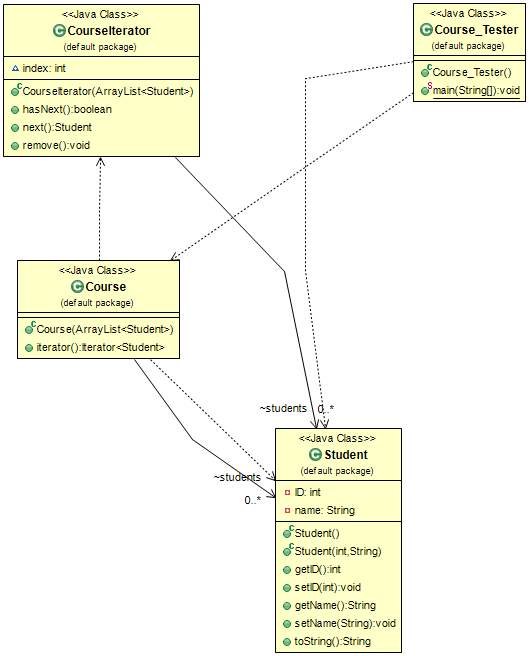 <<Java Class>>
CourseIterator
(default package)
index: int
CourseIterator(ArrayList<Student>)
hasNext():boolean
next():Student
remove():void
<<Java Class>>
Course_Tester
(default package)
Course_Tester()
main(String[]):void
<<Java Class>>
Course
(default package)
Course(ArrayList<Student>)
iterator():Iterator<Student>
~students 0..*
~students
0..*
<<Java Class>>
Student
(default package)
ID: int
name: String
Student()
Student(int,String)
getID():int
setID(int):void
getName():String
setName(String):void
toString():String